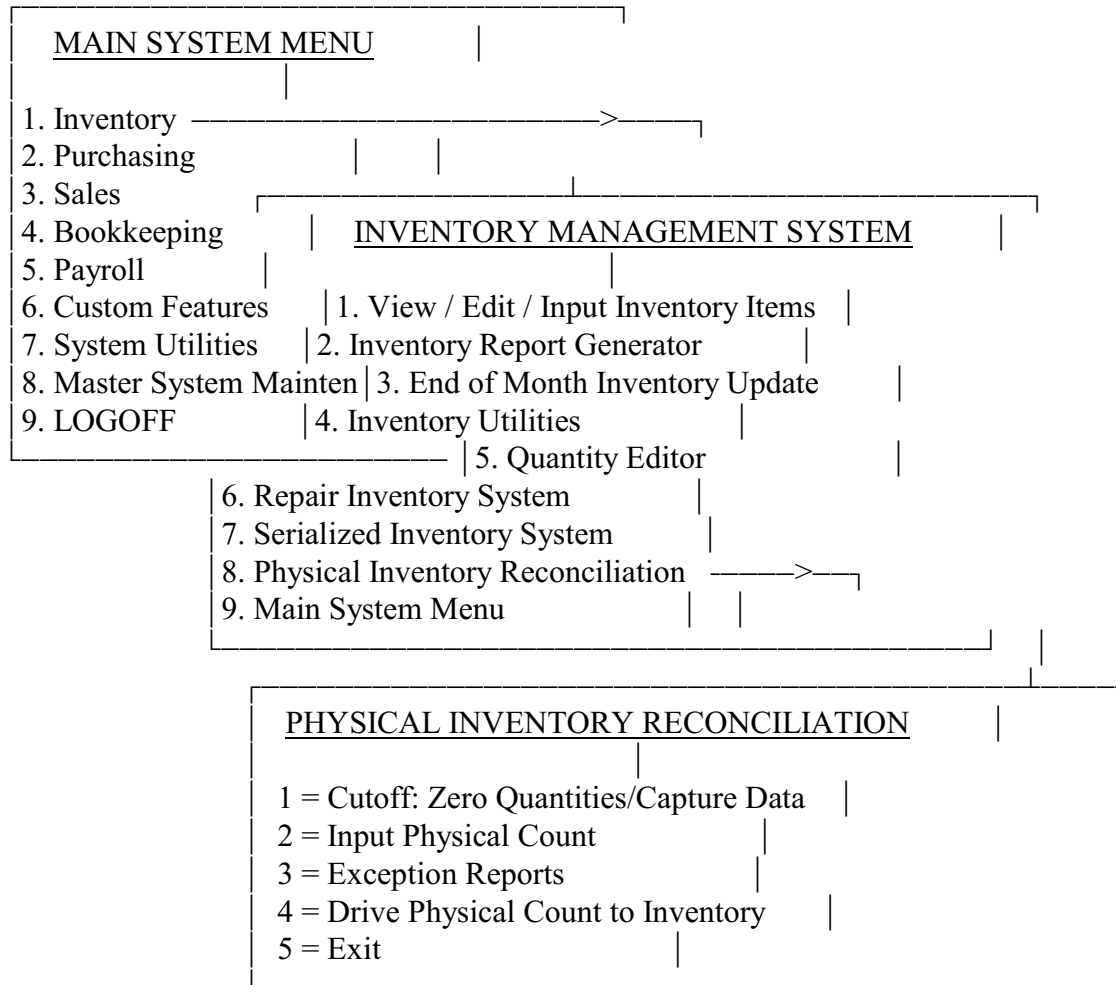 MAIN SYSTEM MENU
1. Inventory ------------------------>----
2. Purchasing
3. Sales
4. Bookkeeping
INVENTORY MANAGEMENT SYSTEM
5. Payroll
6. Custom Features
1. View / Edit / Input Inventory Items
7. System Utilities
2. Inventory Report Generator
8. Master System Mainten
3. End of Month Inventory Update
9. LOGOFF
4. Inventory Utilities
5. Quantity Editor
6. Repair Inventory System
7. Serialized Inventory System
8. Physical Inventory Reconciliation ------>---
9. Main System Menu
PHYSICAL INVENTORY RECONCILIATION
1 = Cutoff: Zero Quantities/Capture Data
2 = Input Physical Count
3 = Exception Reports
4 = Drive Physical Count to Inventory
5 = Exit